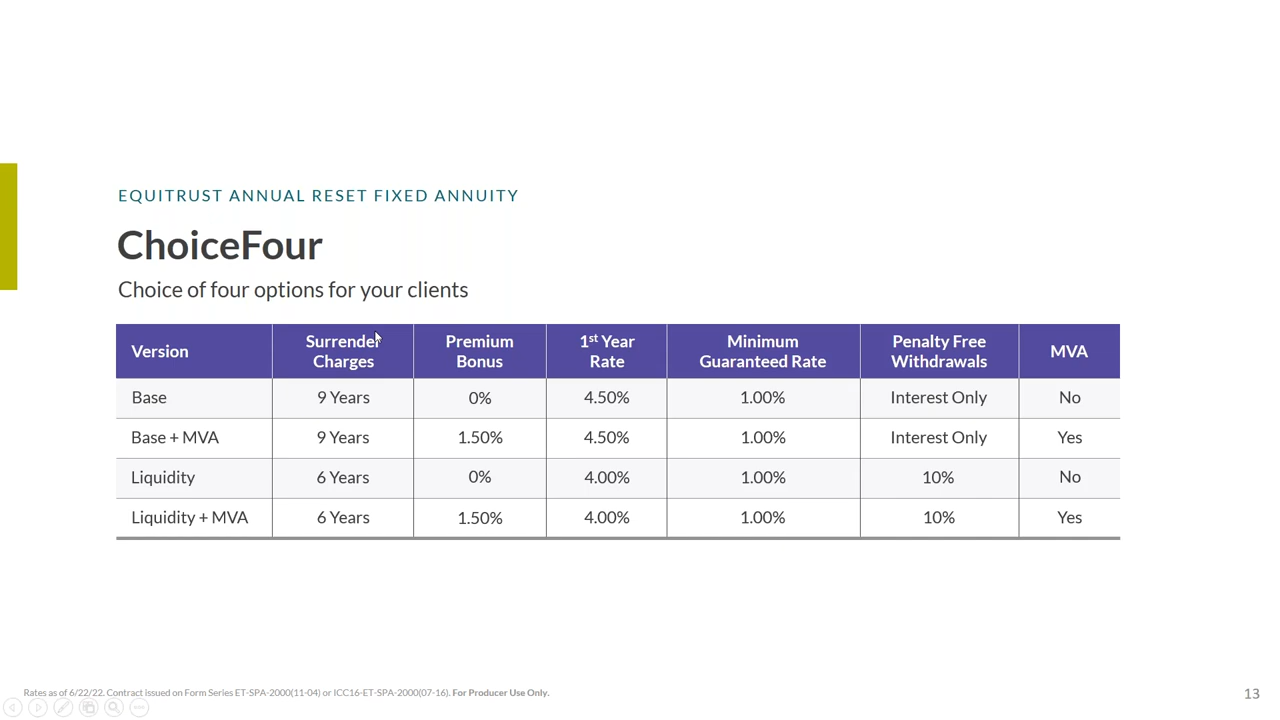 EQUITRUST ANNUAL RESET FIXED ANNUITY
ChoiceFour
Choice of four options for your clients
Version Surrender Charges Premium Bonus 1st Year Rate Minimum Guaranteed Rate Penalty Free Withdrawals MVA
Base 9 Years 0% 4.50% 1.00% Interest Only No
Base + MVA 9 Years 1.50% 4.50% 1.00% Interest Only Yes
Liquidity 6 Years 0% 4.00% 1.00% 10% No
Liquidity + MVA 6 Years 1.50% 4.00% 1.00% 10% Yes
Rates as of 6/22/22. Contract issued on Form Series ET-SPA-2000(11-04) or ICC16-ET-SPA-2000(07-16). For Producer Use Only.
13